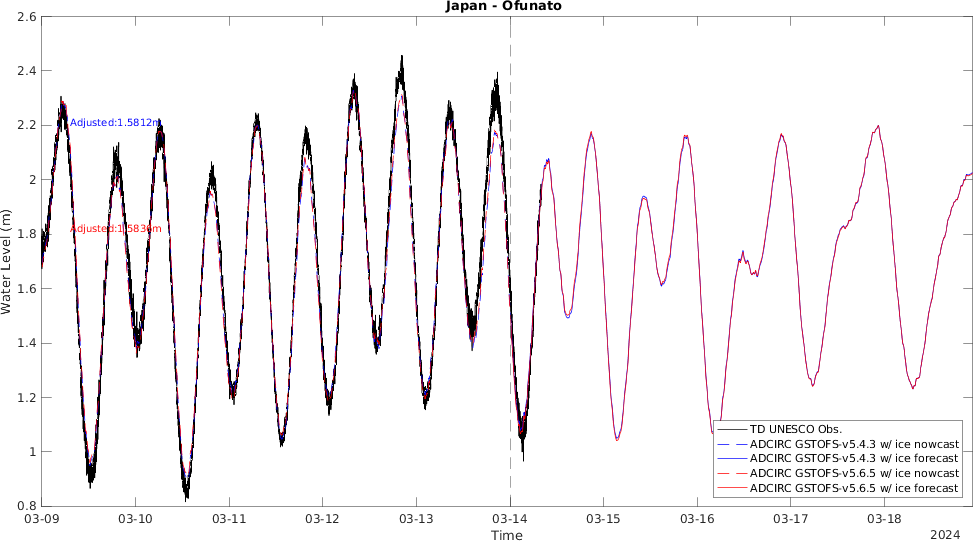 Japan - Ofunato
2.6
2.4
2.2
2
1.8
1.6
1.4
1.2
1
0.8
Water Level (m)
Adjusted:1.5812m
Adjusted:1.5836m
TD UNESCO Obs.
ADCIRC GSTOFS-v5.4.3 w/ ice nowcast
ADCIRC GSTOFS-v5.4.3 w/ ice forecast
ADCIRC GSTOFS-v5.6.5 w/ ice nowcast
ADCIRC GSTOFS-v5.6.5 w/ ice forecast
03-09 03-10 03-11 03-12 03-13 03-14 03-15 03-16 03-17 03-18
Time
2024